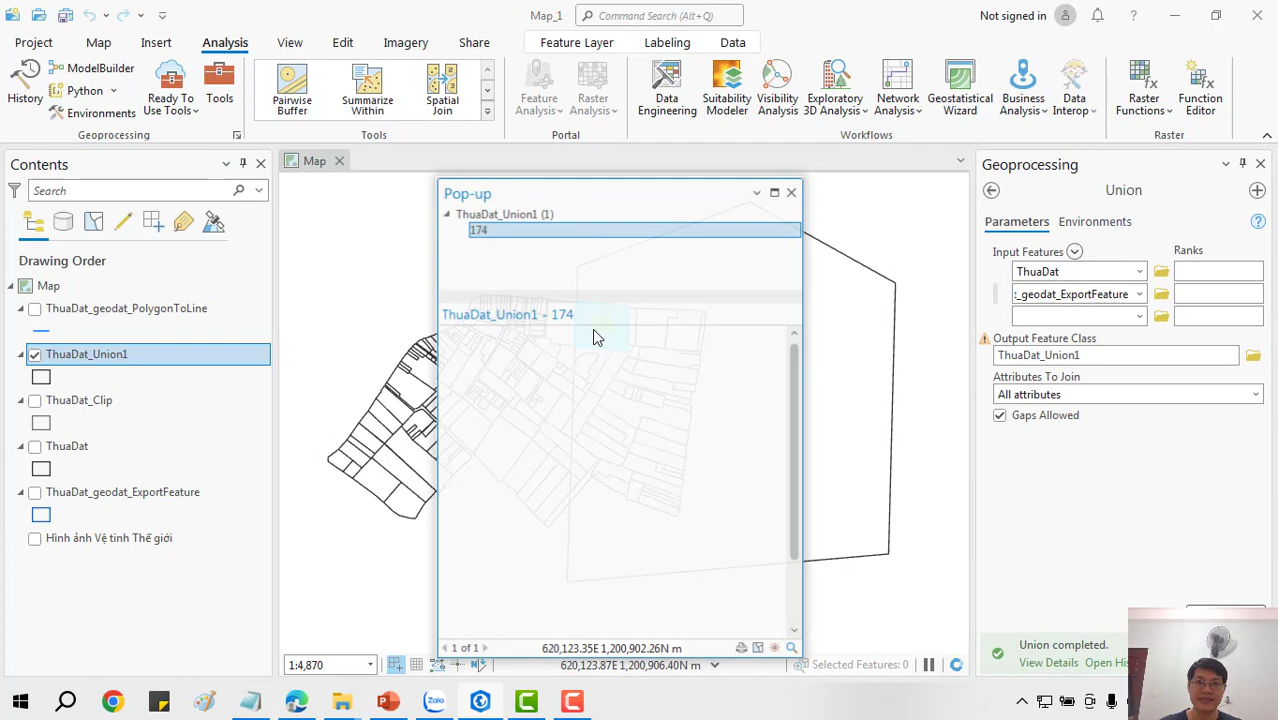 Map_1
Command Search (Alt+Q)
Not signed in
Project
Map
Insert
Analysis
View
Edit
Imagery
Share
Feature Layer
Labeling
Data
History
ModelBuilder
Python
Environments
Ready To Use Tools
Tools
Geoprocessing
Pairwise Buffer
Summarize Within
Spatial Join
Tools
Feature Analysis
Raster Analysis
Portal
Data Engineering
Suitability Modeler
Visibility Analysis
Exploratory 3D Analysis
Network Analysis
Geostatistical Wizard
Business Analysis
Data Interop
Workflows
Raster Functions
Function Editor
Raster
Contents
Search
Drawing Order
Map
ThuaDat_geodat_PolygonToLine
ThuaDat_Union1
ThuaDat_Clip
ThuaDat
ThuaDat_geodat_ExportFeature
Hình ảnh Vệ tinh Thế giới
Map
Pop-up
ThuaDat_Union1 (1)
174
ThuaDat_Union1 - 174
1 of 1
620,123.35E 1,200,902.26N m
1:4,870
620,123.87E 1,200,906.40N m
Selected Features: 0
Geoprocessing
Union
Parameters
Environments
Input Features
Ranks
ThuaDat
:_geodat_ExportFeature
Output Feature Class
ThuaDat_Union1
Attributes To Join
All attributes
Gaps Allowed
Union completed.
View Details Open His
Zalo